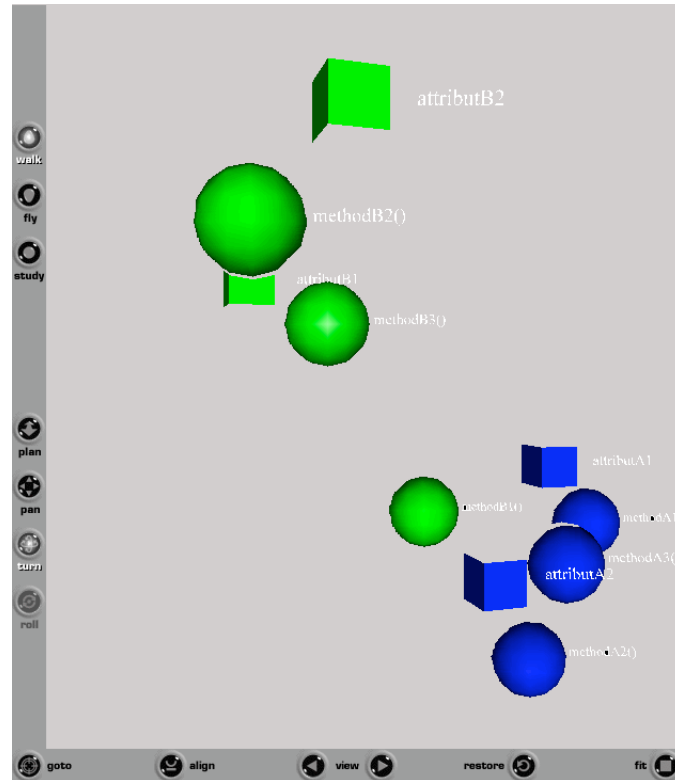 attributB2
walk
methodB2()
fly
study
attributB1
methodB3()
plan
attributA1
pan
methodB1()
methodA1
methodA3(
turn
attributA2
roll
methodA2()
goto
align
view
restore
fit